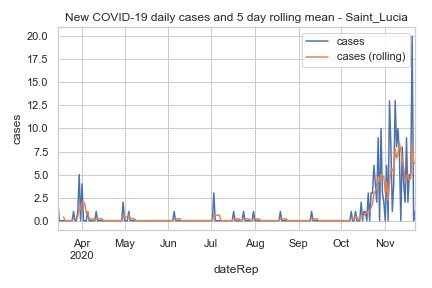 New COVID-19 daily cases and 5 day rolling mean - Saint_Lucia
cases
cases (rolling)
20.0
17.5
15.0
12.5
10.0
7.5
5.0
2.5
0.0
cases
Apr May Jun Jul Aug Sep Oct Nov
2020
dateRep